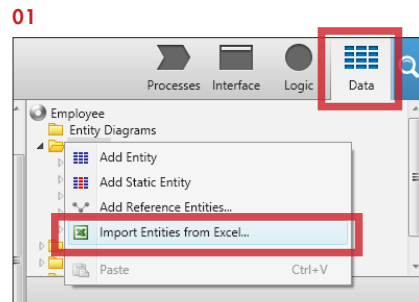 01
Processes Interface Logic Data
Employee
Entity Diagrams
Add Entity
Add Static Entity
Add Reference Entities...
Import Entities from Excel...
Paste Ctrl+V